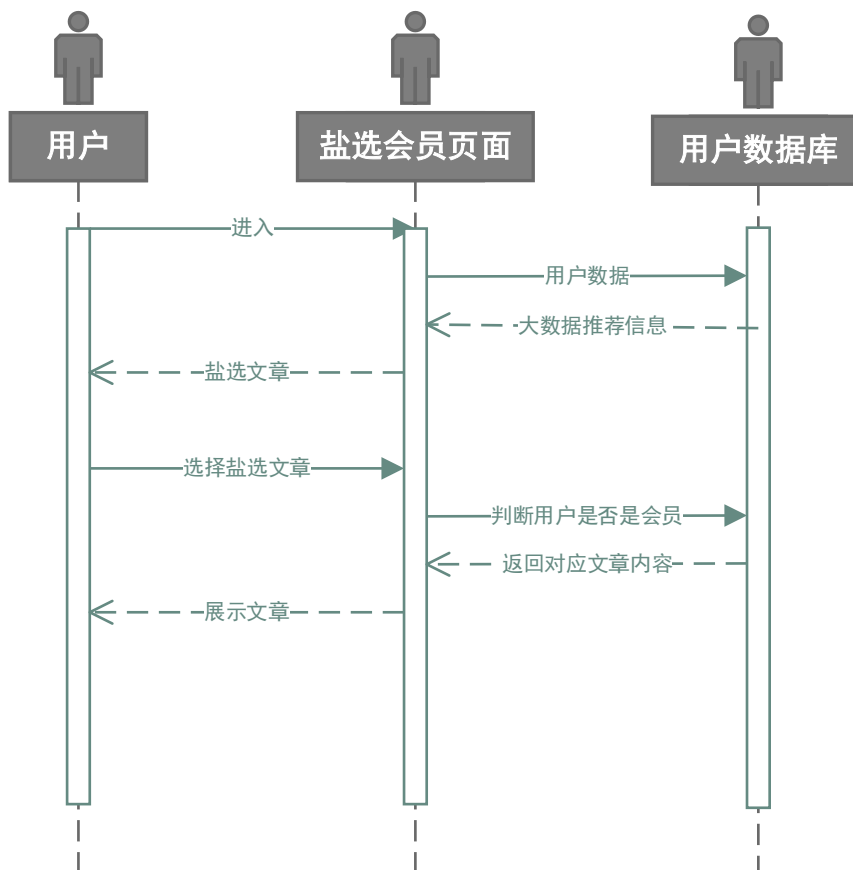 用户
盐选会员页面
用户数据库
进入
用户数据
大数据推荐信息
盐选文章
选择盐选文章
判断用户是否是会员
返回对应文章内容
展示文章